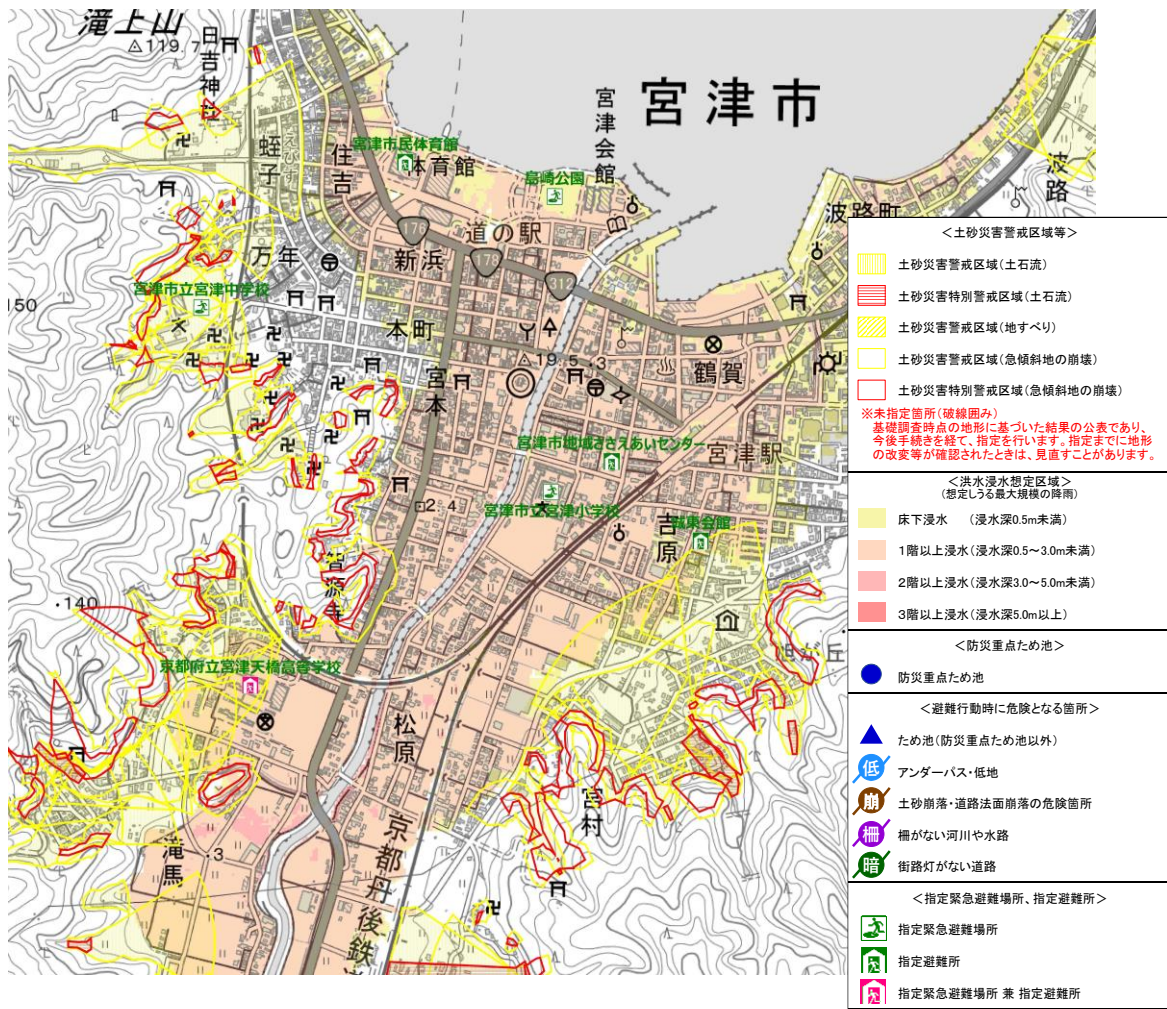 滝上山
119.7
日吉神社
宮津市
宮津会館
宮津市民体育館
体育館
島崎公園
蛭子
えびす
住吉
波路
波路町
道の駅
176
178
312
新浜
万年
宮津市立宮津中学校
150
本町
宮本
19.5
.3
鶴賀
宮津市地域ささえあいセンター
宮津駅
宮津市立宮津小学校
2.4
吉原
城東会館
智源寺
・140
旭が丘
京都府立宮津天橋高等学校
松原
宮村
滝馬
・3
京都丹後鉄道
＜土砂災害警戒区域等＞
土砂災害警戒区域(土石流)
土砂災害特別警戒区域(土石流)
土砂災害警戒区域(地すべり)
土砂災害警戒区域(急傾斜地の崩壊)
土砂災害特別警戒区域(急傾斜地の崩壊)
※未指定箇所(破線囲み)
基礎調査時点の地形に基づいた結果の公表であり、
今後手続きを経て、指定を行います。指定までに地形
の改変等が確認されたときは、見直すことがあります。
＜洪水浸水想定区域＞
(想定しうる最大規模の降雨)
床下浸水　(浸水深0.5m未満)
1階以上浸水(浸水深0.5～3.0m未満)
2階以上浸水(浸水深3.0～5.0m未満)
3階以上浸水(浸水深5.0m以上)
＜防災重点ため池＞
防災重点ため池
＜避難行動時に危険となる箇所＞
ため池(防災重点ため池以外)
低 アンダーパス・低地
崩 土砂崩落・道路法面崩落の危険箇所
柵 柵がない河川や水路
暗 街路灯がない道路
＜指定緊急避難場所、指定避難所＞
指定緊急避難場所
指定避難所
指定緊急避難場所 兼 指定避難所